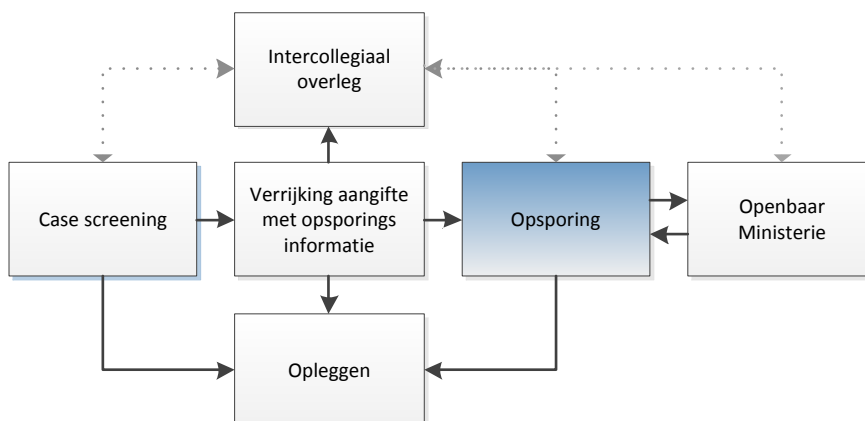 Intercollegiaal
overleg
Case screening
Verrijking aangifte
met opsporings
informatie
Opsporing
Openbaar
Ministerie
Opleggen